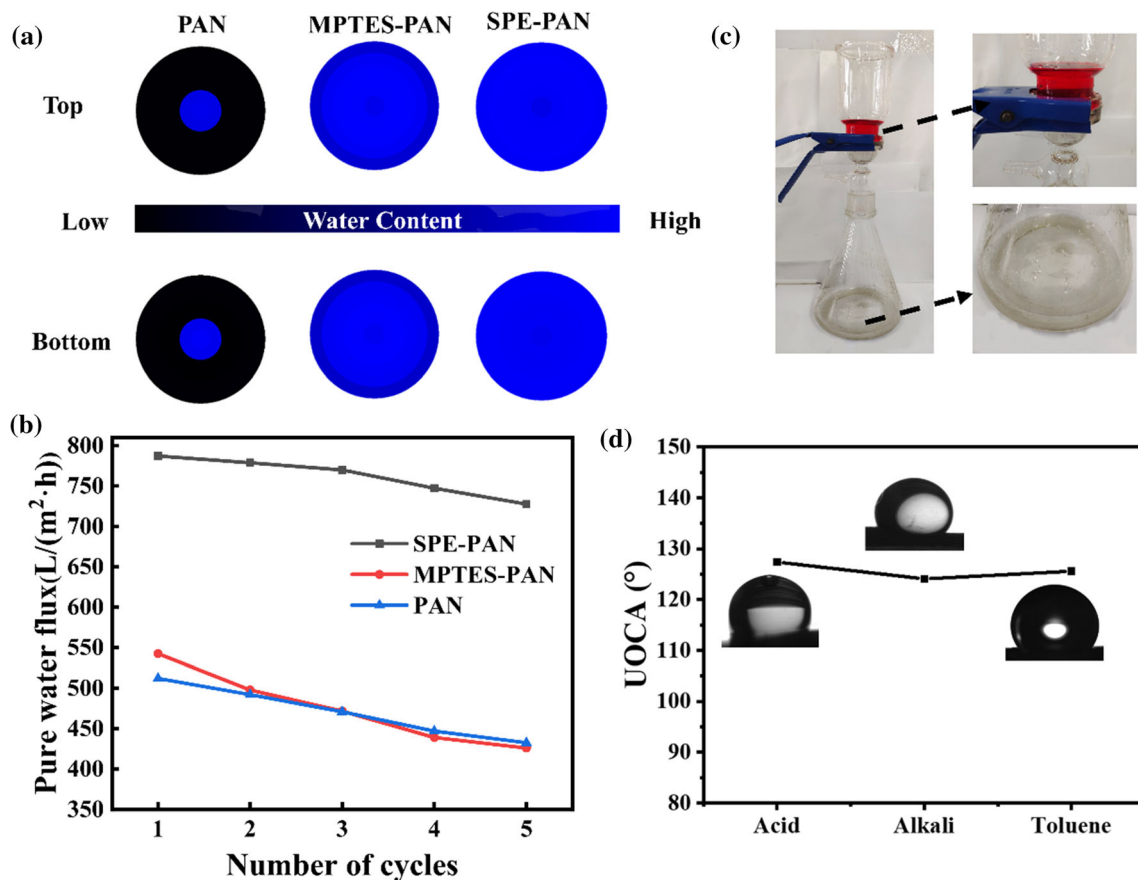 (a)
PAN
MPTES-PAN
SPE-PAN
Top
Low
Water Content
High
Bottom
(c)
(b)
Pure water flux(L/(m²·h))
800
750
700
650
600
550
500
450
400
350
SPE-PAN
MPTES-PAN
PAN
1 2 3 4 5
Number of cycles
(d)
UOCA (°)
150
140
130
120
110
100
90
80
Acid Alkali Toluene